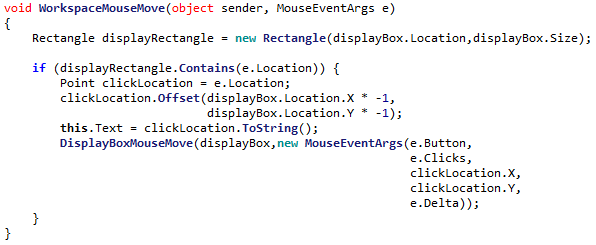 void WorkspaceMouseMove(object sender, MouseEventArgs e)
{
    Rectangle displayRectangle = new Rectangle(displayBox.Location,displayBox.Size);

    if (displayRectangle.Contains(e.Location)) {
        Point clickLocation = e.Location;
        clickLocation.Offset(displayBox.Location.X * -1,
                             displayBox.Location.Y * -1);
        this.Text = clickLocation.ToString();
        DisplayBoxMouseMove(displayBox,new MouseEventArgs(e.Button,
                                                          e.Clicks,
                                                          clickLocation.X,
                                                          clickLocation.Y,
                                                          e.Delta));
    }
}